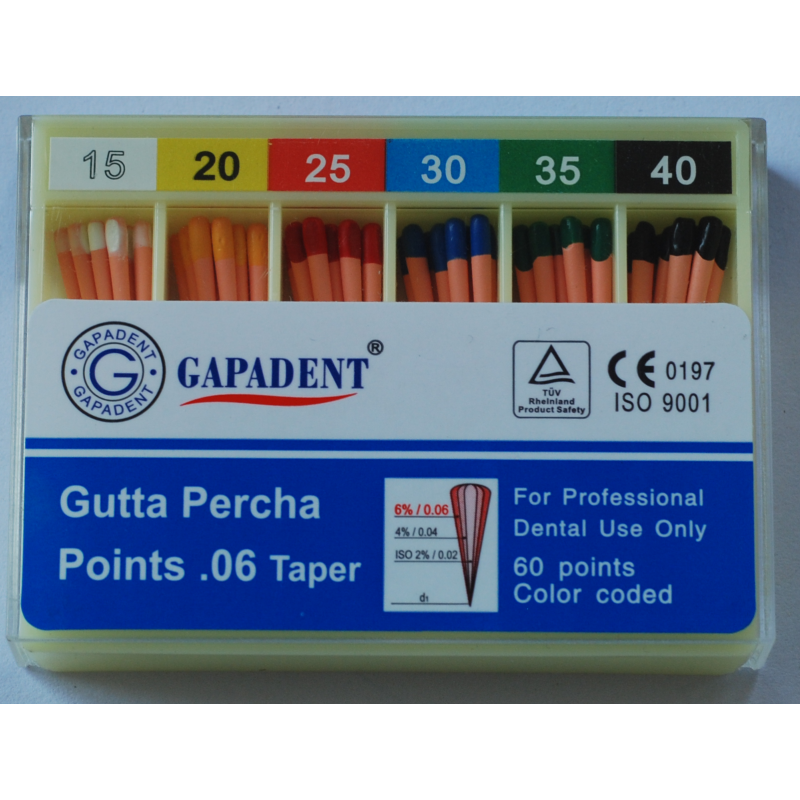 15 20 25 30 35 40
GAPADENT
G
GAPADENT
GAPADENT®
TÜV
Rheinland
Product Safety
CE 0197
ISO 9001
Gutta Percha
Points .06 Taper
6% / 0.06
4% / 0.04
ISO 2% / 0.02
d1
For Professional
Dental Use Only
60 points
Color coded